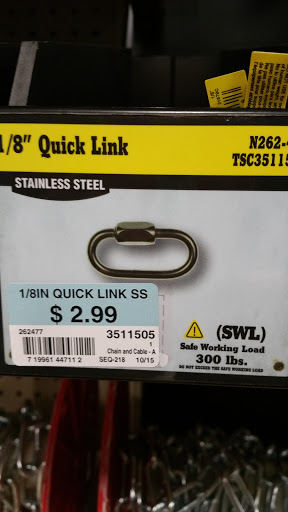 1/8" Quick Link
N262-
TSC35115
STAINLESS STEEL
1/8IN QUICK LINK SS
$ 2.99
262477
3511505
1
Chain and Cable - A
7 19961 44711 2
SEQ-218 10/15
(SWL)
Safe Working Load
300 lbs.
DO NOT EXCEED THE SAFE WORKING LOAD